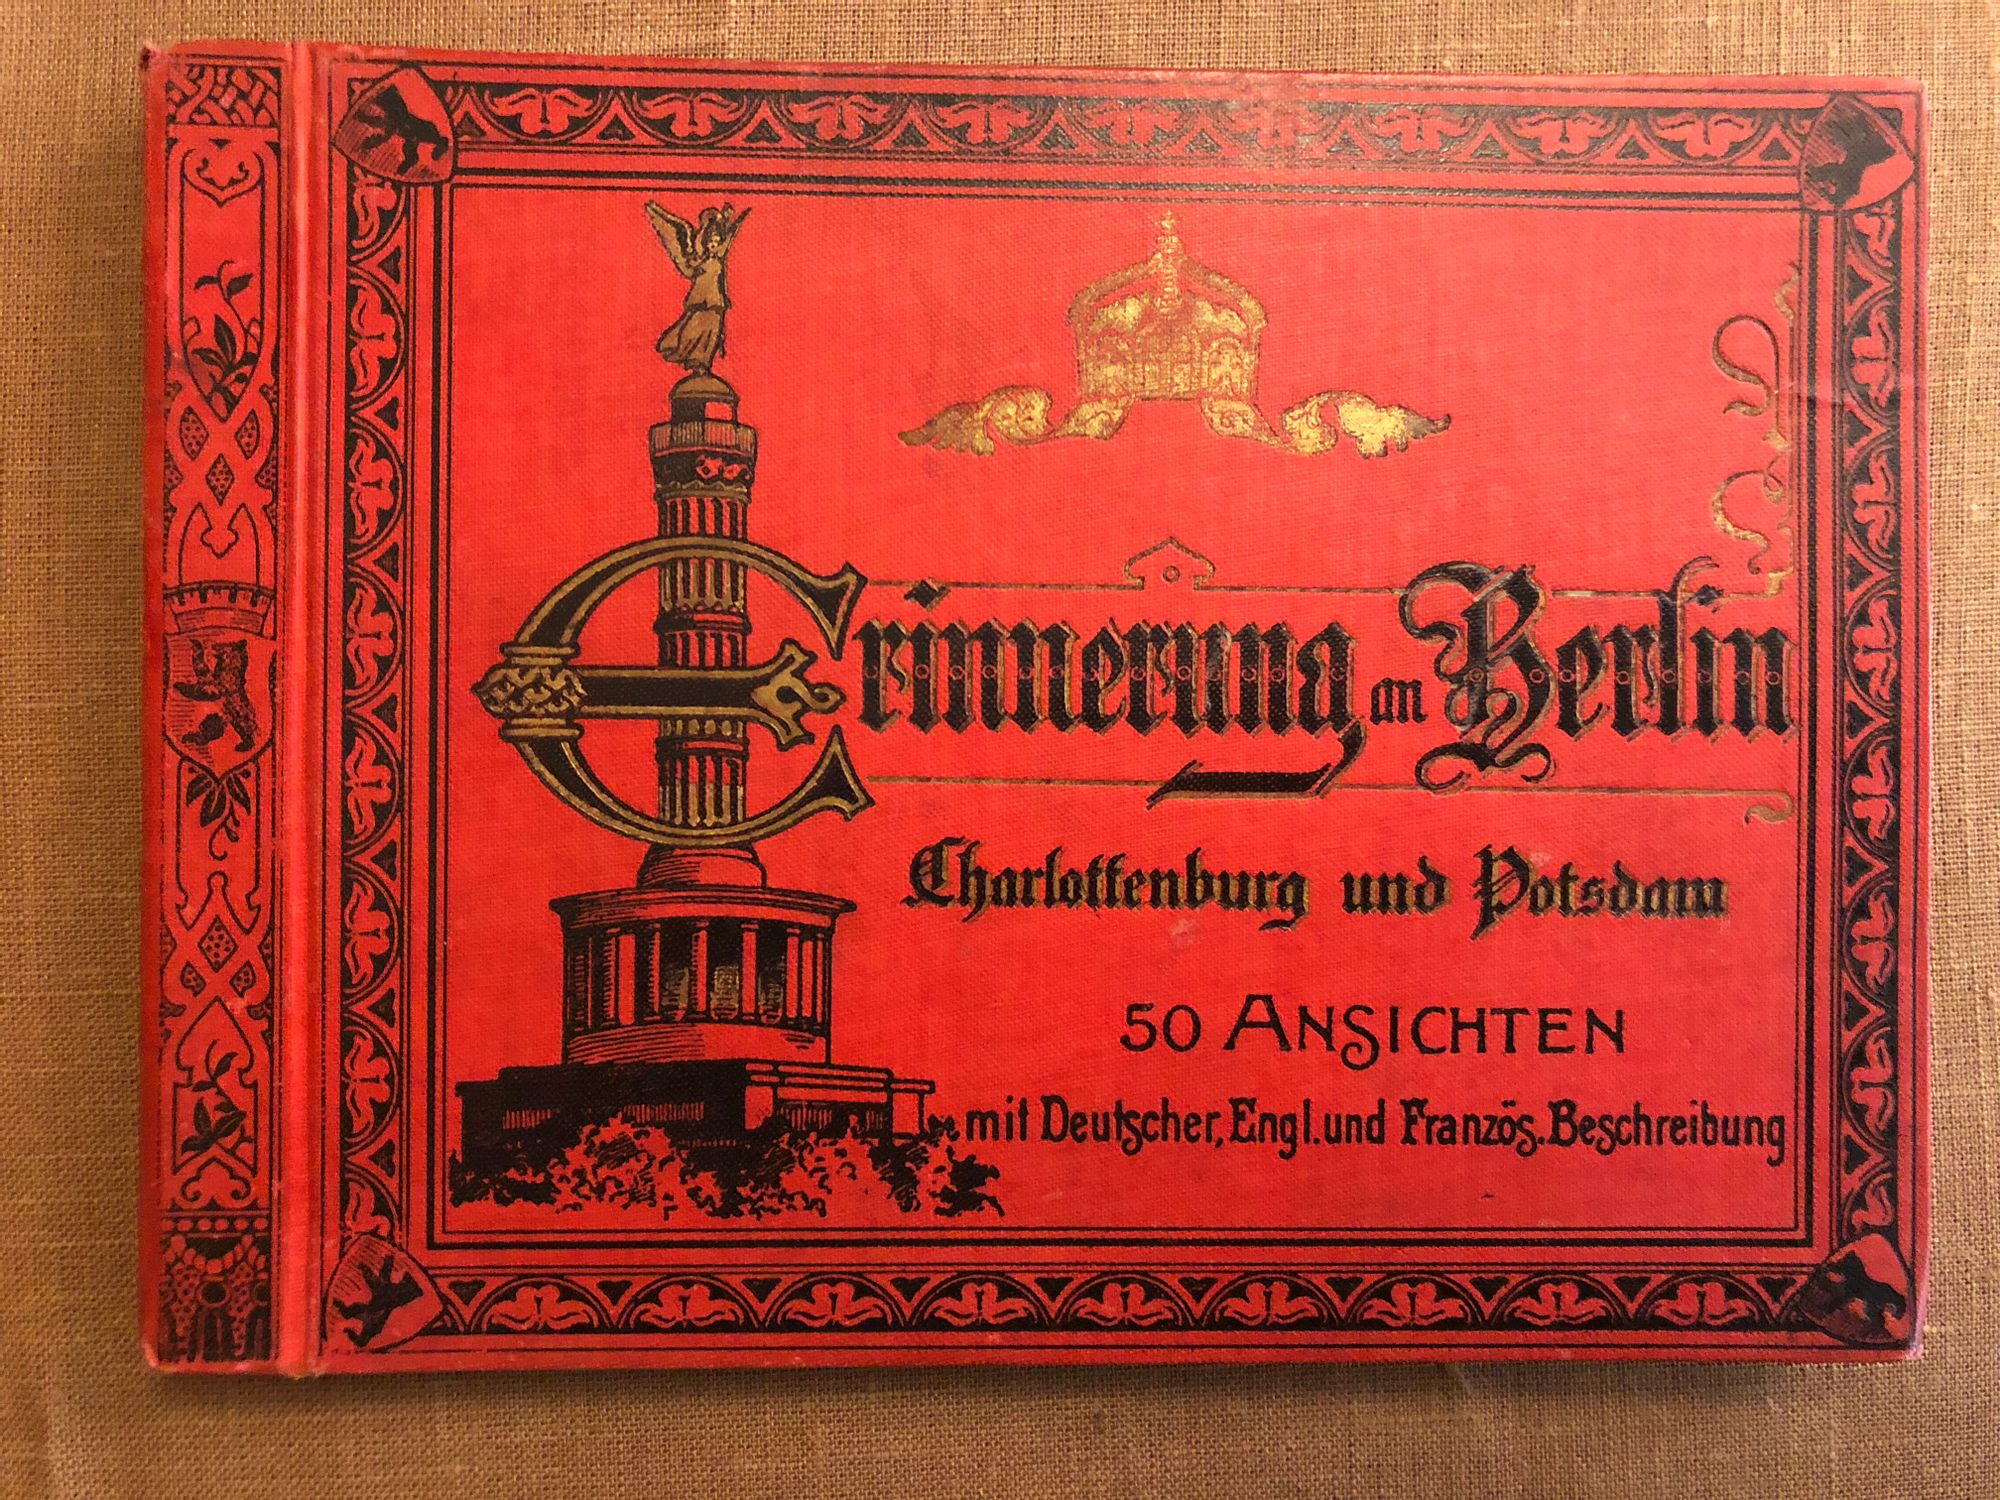 Erinnerung an Berlin
Charlottenburg und Potsdam
50 ANSICHTEN
mit Deutscher, Engl. und Französ. Beschreibung